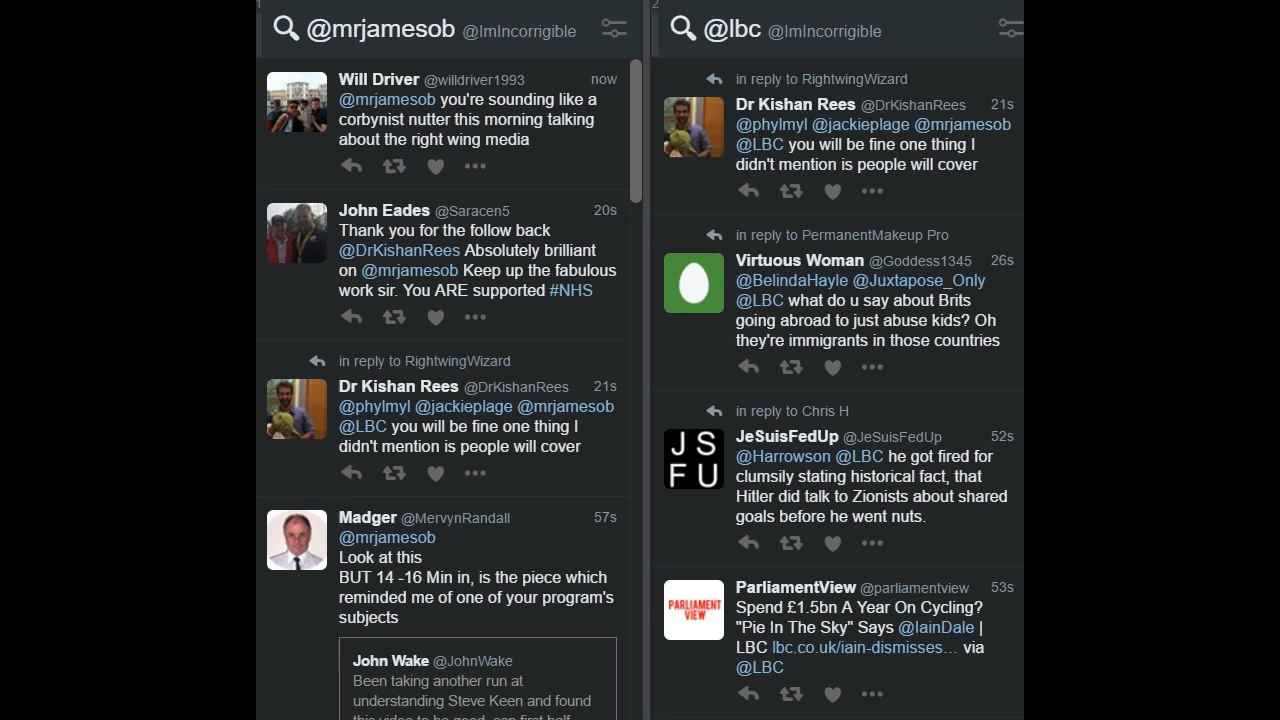 1
@mrjamesob @ImIncorrigible
Will Driver @willdriver1993 now
@mrjamesob you're sounding like a
corbynist nutter this morning talking
about the right wing media
John Eades @Saracen5 20s
Thank you for the follow back
@DrKishanRees Absolutely brilliant
on @mrjamesob Keep up the fabulous
work sir. You ARE supported #NHS
in reply to RightwingWizard
Dr Kishan Rees @DrKishanRees 21s
@phylmyl @jackieplage @mrjamesob
@LBC you will be fine one thing I
didn't mention is people will cover
Madger @MervynRandall 57s
@mrjamesob
Look at this
BUT 14 -16 Min in, is the piece which
reminded me of one of your program's
subjects
John Wake @JohnWake
Been taking another run at
understanding Steve Keen and found
this video to be good, esp first half
2
@lbc @ImIncorrigible
in reply to RightwingWizard
Dr Kishan Rees @DrKishanRees 21s
@phylmyl @jackieplage @mrjamesob
@LBC you will be fine one thing I
didn't mention is people will cover
in reply to PermanentMakeup Pro
Virtuous Woman @Goddess1345 26s
@BelindaHayle @Juxtapose_Only
@LBC what do u say about Brits
going abroad to just abuse kids? Oh
they're immigrants in those countries
in reply to Chris H
JS
FU
JeSuisFedUp @JeSuisFedUp 52s
@Harrowson @LBC he got fired for
clumsily stating historical fact, that
Hitler did talk to Zionists about shared
goals before he went nuts.
PARLIAMENT
VIEW
ParliamentView @parliamentview 53s
Spend £1.5bn A Year On Cycling?
"Pie In The Sky" Says @IainDale |
LBC lbc.co.uk/iain-dismisses… via
@LBC